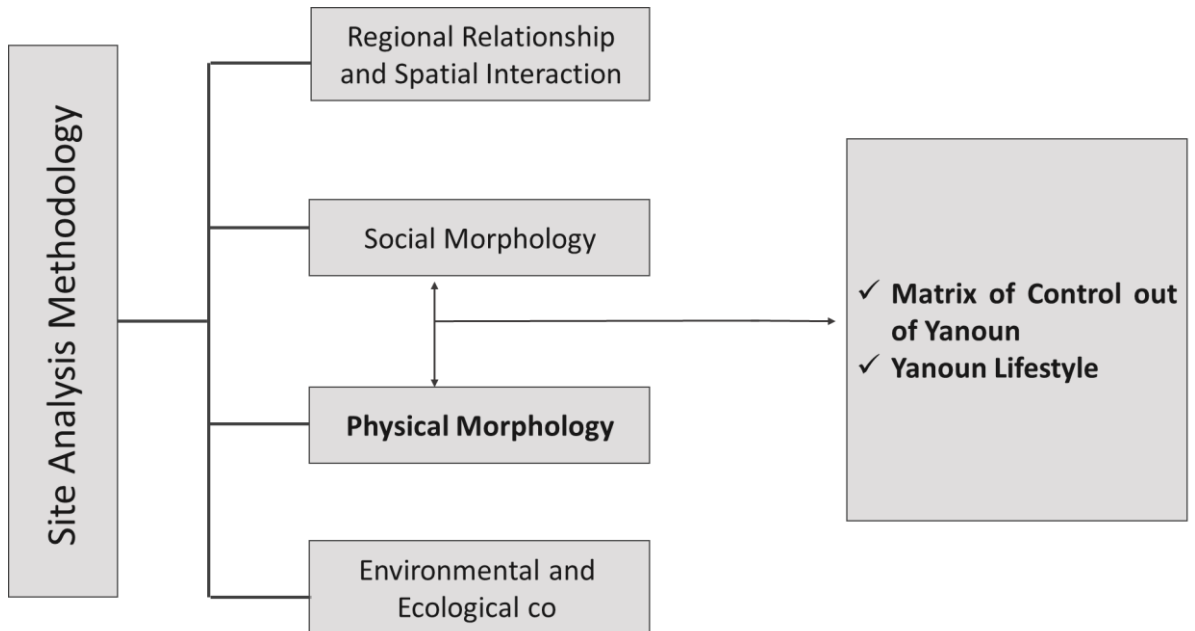 Site Analysis Methodology
Regional Relationship
and Spatial Interaction
Social Morphology
Physical Morphology
Environmental and
Ecological co
✓ Matrix of Control out
of Yanoun
✓ Yanoun Lifestyle